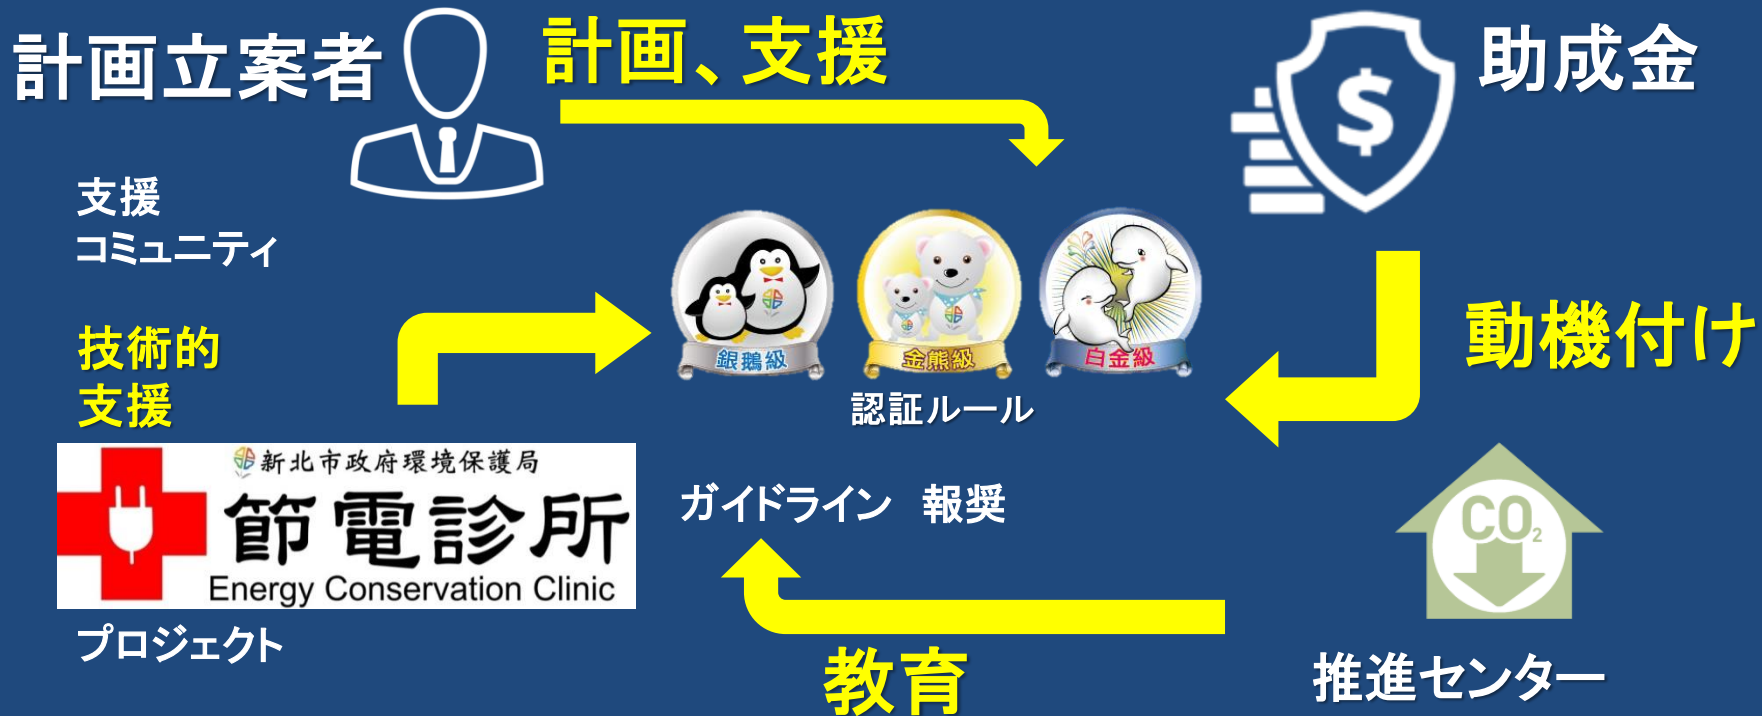 計画立案者
計画、支援
助成金
支援
コミュニティ
技術的
支援
銀鵝級
金熊級
白金級
認証ルール
動機付け
新北市政府環境保護局
節電診所
Energy Conservation Clinic
プロジェクト
ガイドライン 報奨
教育
$
CO₂
推進センター